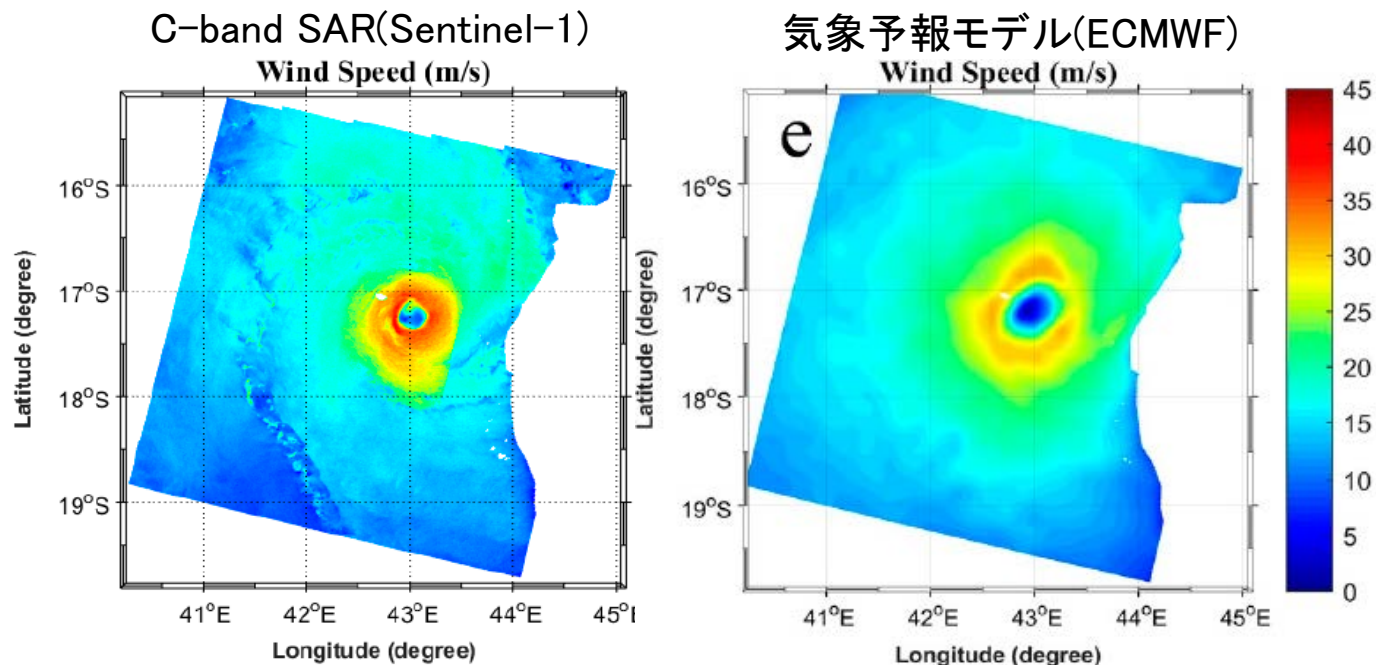 C-band SAR(Sentinel-1)
Wind Speed (m/s)
16°S
17°S
18°S
19°S
Latitude (degree)
41°E 42°E 43°E 44°E 45°E
Longitude (degree)
気象予報モデル(ECMWF)
Wind Speed (m/s)
e
16°S
17°S
18°S
19°S
Latitude (degree)
41°E 42°E 43°E 44°E 45°E
Longitude (degree)
45
40
35
30
25
20
15
10
5
0